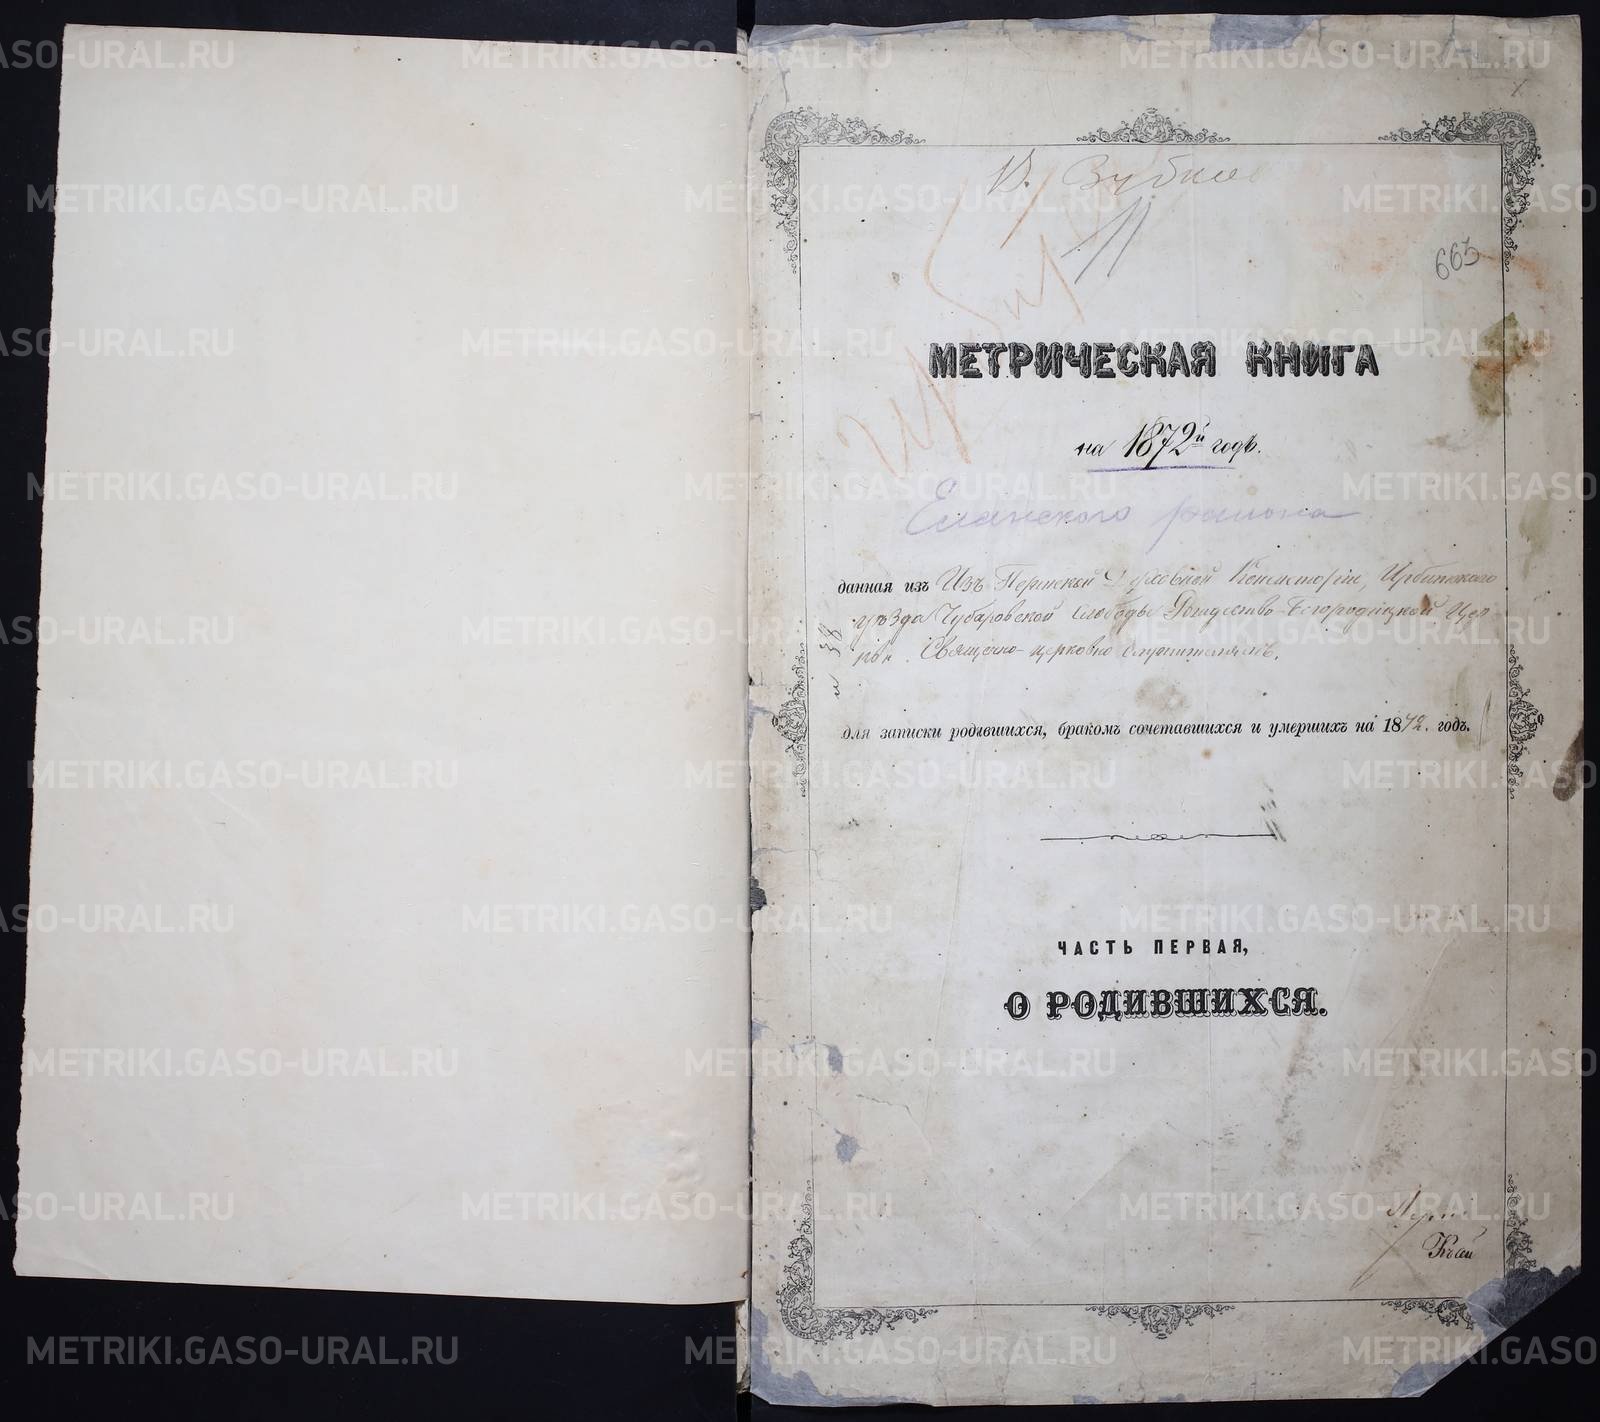 663
МЕТРИЧЕСКАЯ КНИГА
на 1872й годъ.
Еланского района
данная изъ Изъ Пермской Духовной Консисторіи, Ирбитского
уѣзда Чубаровской слободы Рождество-Богородицкой Цер-
Священно-церковно служителямъ.
для записки родившихся, бракомъ сочетавшихся и умершихъ на 1872. годъ.
ЧАСТЬ ПЕРВАЯ,
О РОДИВШИХСЯ.
METRIKI.GASO-URAL.RU